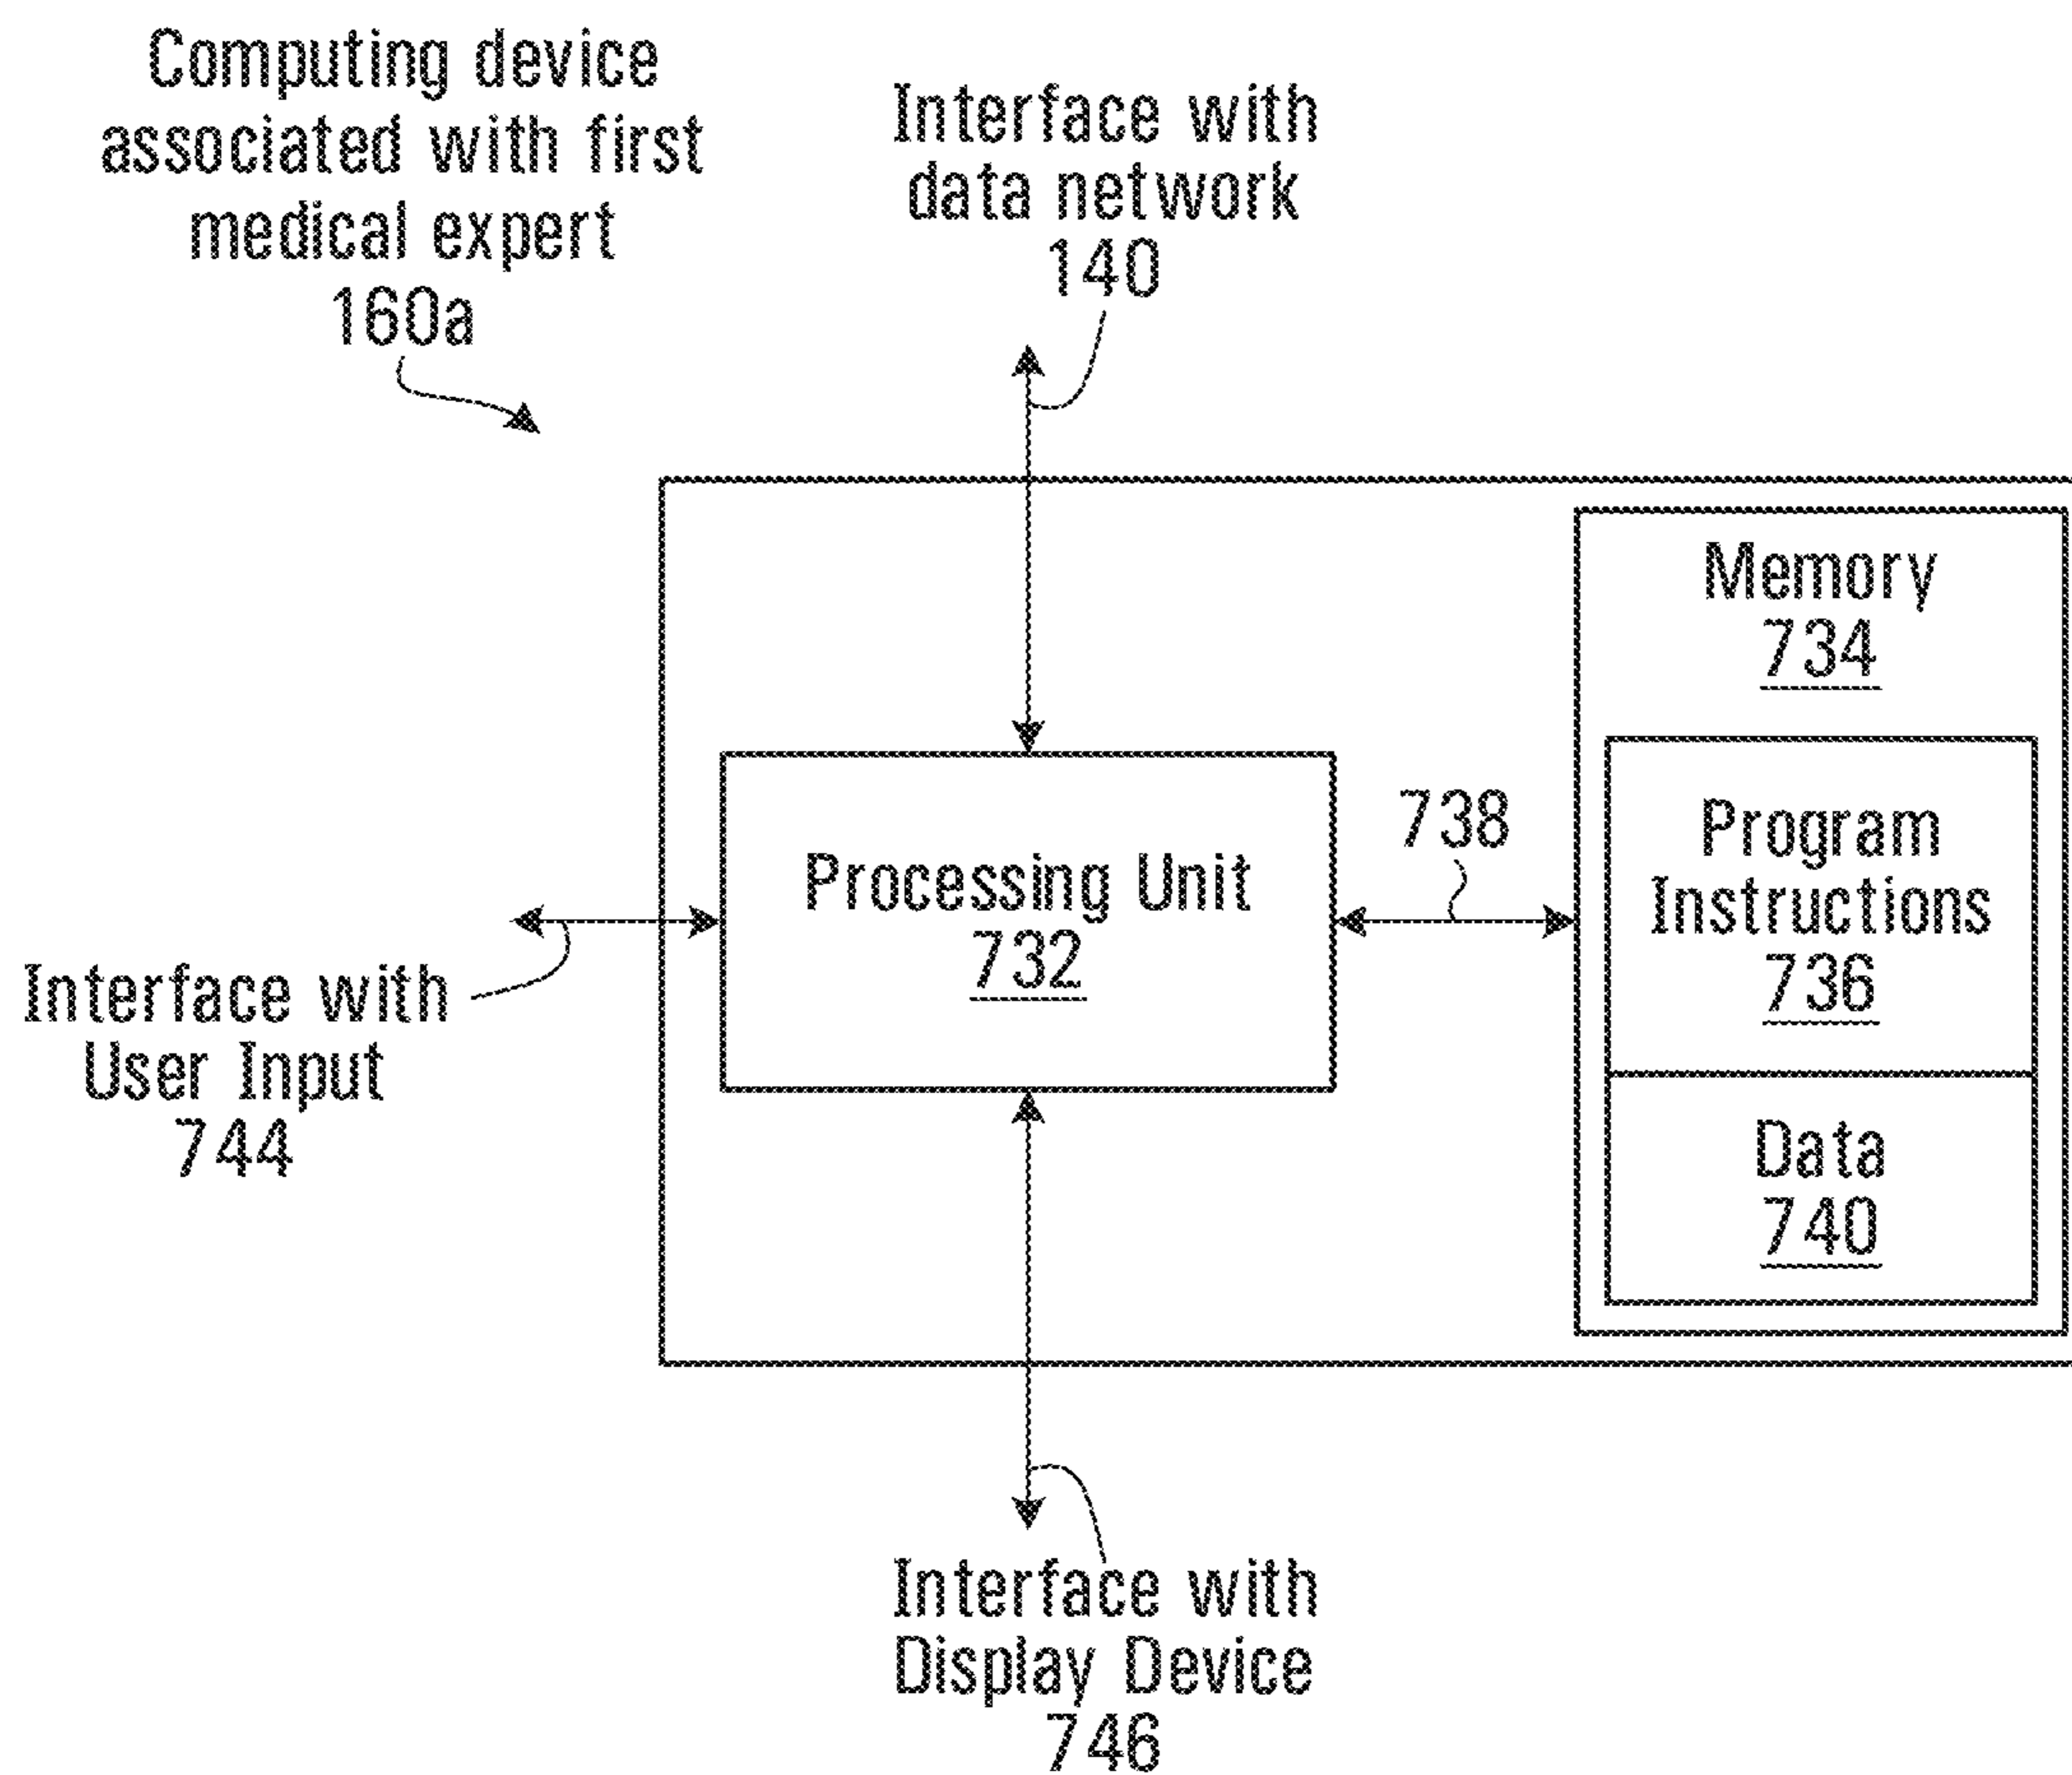 Computing device
associated with first
medical expert
160a
Interface with
data network
140
Memory
734
Program
Instructions
736
Data
740
738
Processing Unit
732
Interface with
User Input
744
Interface with
Display Device
746